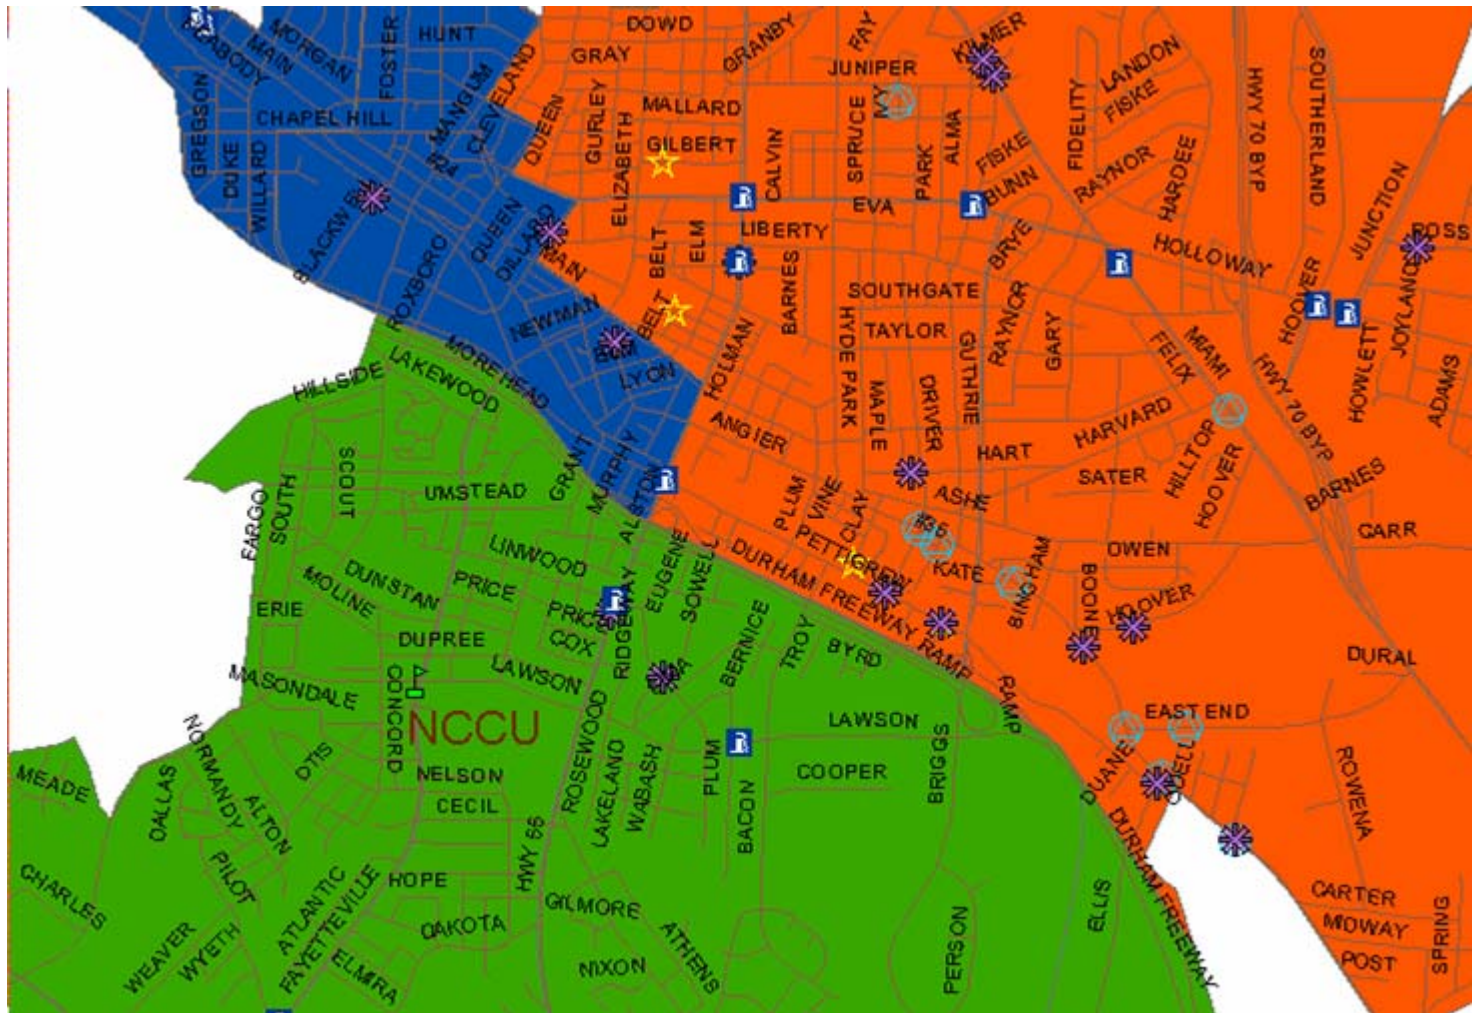 DOWD
HUNT
MORGAN
MAIN
FOSTER
GRAY
GRANBY
FAY
KILMER
JUNIPER
LANDON
FISKE
FIDELITY
HWY 70 BYP
SOUTHERLAND
MANGUM
CLEVELAND
QUEEN
GURLEY
ELIZABETH
MALLARD
GILBERT
CALVIN
SPRUCE
IVY
PARK
ALMA
FISKE
BUNN
RAYNOR
HARDEE
GREGSON
DUKE
WILLARD
CHAPEL HILL
QUEEN
DILLARD
MAIN
BELT
ELM
LIBERTY
EVA
BRYE
HOLLOWAY
JUNCTION
ROSS
ROXBORO
BARNES
SOUTHGATE
HOOVER
JOYLAND
NEWMAN
BELT
HYDE PARK
TAYLOR
RAYNOR
GARY
FELIX
MIAMI
HWY 70 BYP
HOWLETT
ADAMS
HILLSIDE
LAKEWOOD
MOREHEAD
LYON
HOLMAN
MAPLE
DRIVER
GUTHRIE
ANGIER
HARVARD
HART
SCOUT
GRANT
MURPHY
ALSTON
PLUM
VINE
CLAY
ASHE
SATER
HILLTOP
HOOVER
BARNES
FARGO
SOUTH
UMSTEAD
CARR
LINWOOD
EUGENE
SOWELL
DURHAM FREEWAY
PETTIGREW
KATE
BINGHAM
OWEN
BOONE
HOOVER
DUNSTAN
MOLINE
PRICE
PRICE
RIDGEWAY
ERIE
COX
BERNICE
TROY
BYRD
RAMP
DUPREE
LAWSON
DURAL
MASONDALE
CONCORD
NCCU
LAWSON
RAMP
EAST END
NORMANDY
OTIS
ROSEWOOD
LAKELAND
WABASH
PLUM
BACON
COOPER
BRIGGS
DUANE
ROWENA
MEADE
DALLAS
ALTON
NELSON
CECIL
HWY 55
DURHAM FREEWAY
CHARLES
PILOT
ATLANTIC
FAYETTEVILLE
HOPE
GILMORE
CARTER
WEAVER
WYETH
DAKOTA
ATHENS
PERSON
ELLIS
MIDWAY
ELMIRA
NIXON
POST
SPRING